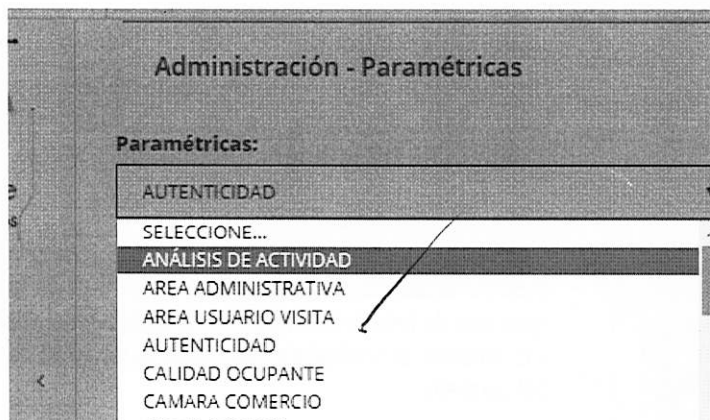 Administración - Paramétricas
Paramétricas:
AUTENTICIDAD
SELECCIONE...
ANÁLISIS DE ACTIVIDAD
AREA ADMINISTRATIVA
AREA USUARIO VISITA
AUTENTICIDAD
CALIDAD OCUPANTE
CAMARA COMERCIO